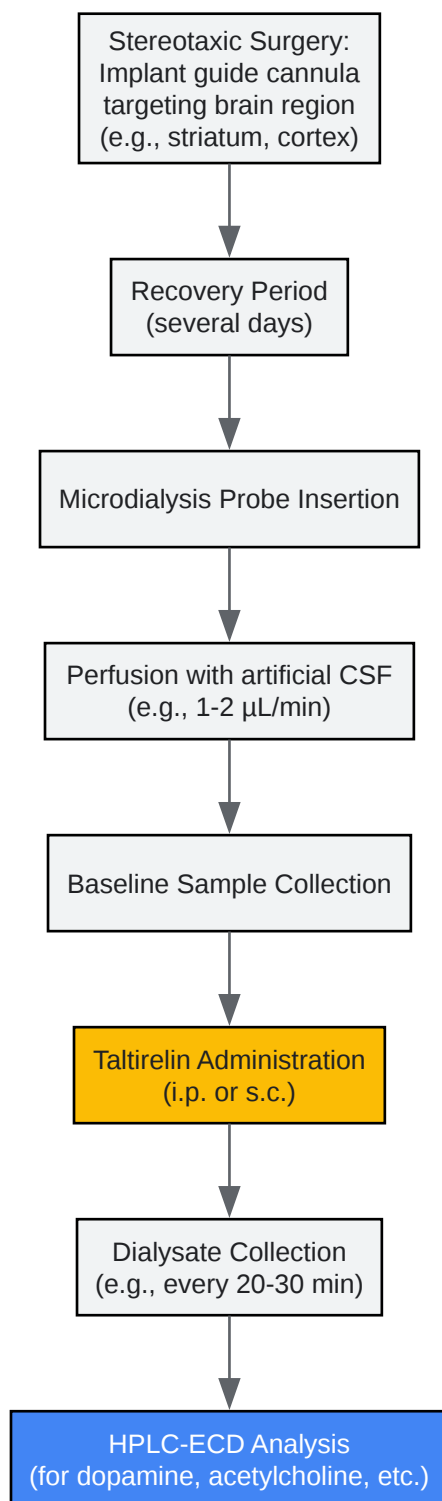 Stereotaxic Surgery:
Implant guide cannula
targeting brain region
(e.g., striatum, cortex)
Recovery Period
(several days)
Microdialysis Probe Insertion
Perfusion with artificial CSF
(e.g., 1-2 µL/min)
Baseline Sample Collection
Taltirelin Administration
(i.p. or s.c.)
Dialysate Collection
(e.g., every 20-30 min)
HPLC-ECD Analysis
(for dopamine, acetylcholine, etc.)